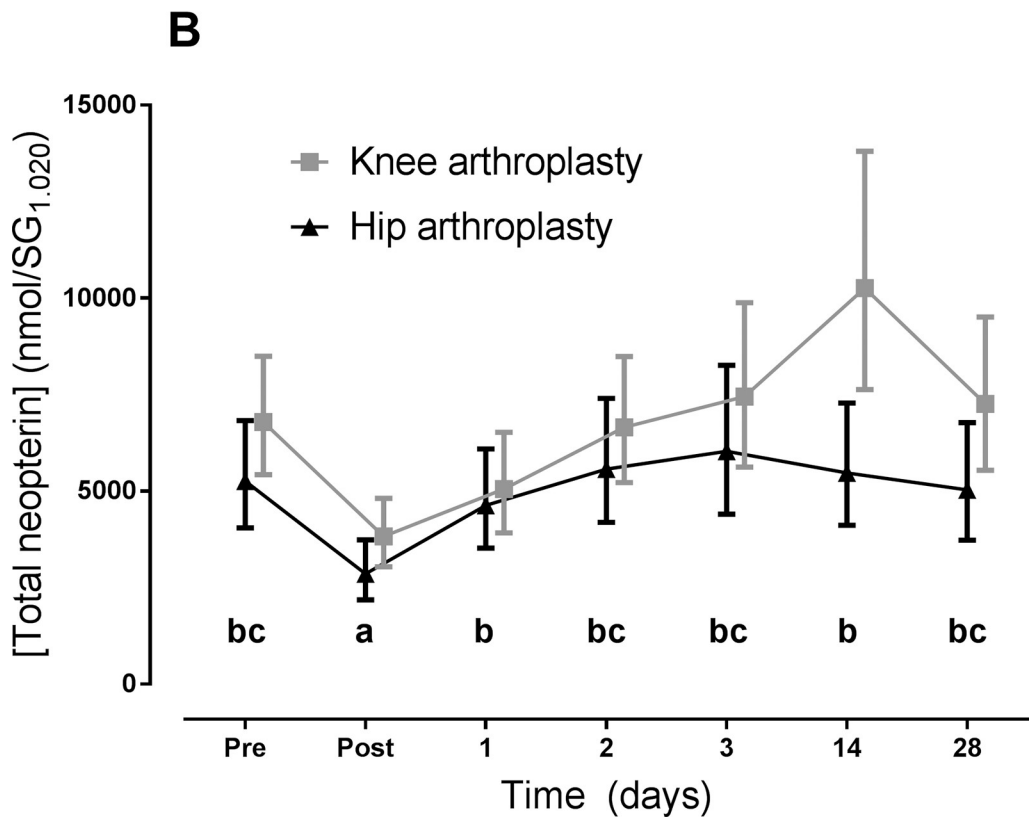 B
15000
10000
5000
0
[Total neopterin] (nmol/SG1.020)
Knee arthroplasty
Hip arthroplasty
bc a b bc bc b bc
Pre Post 1 2 3 14 28
Time (days)